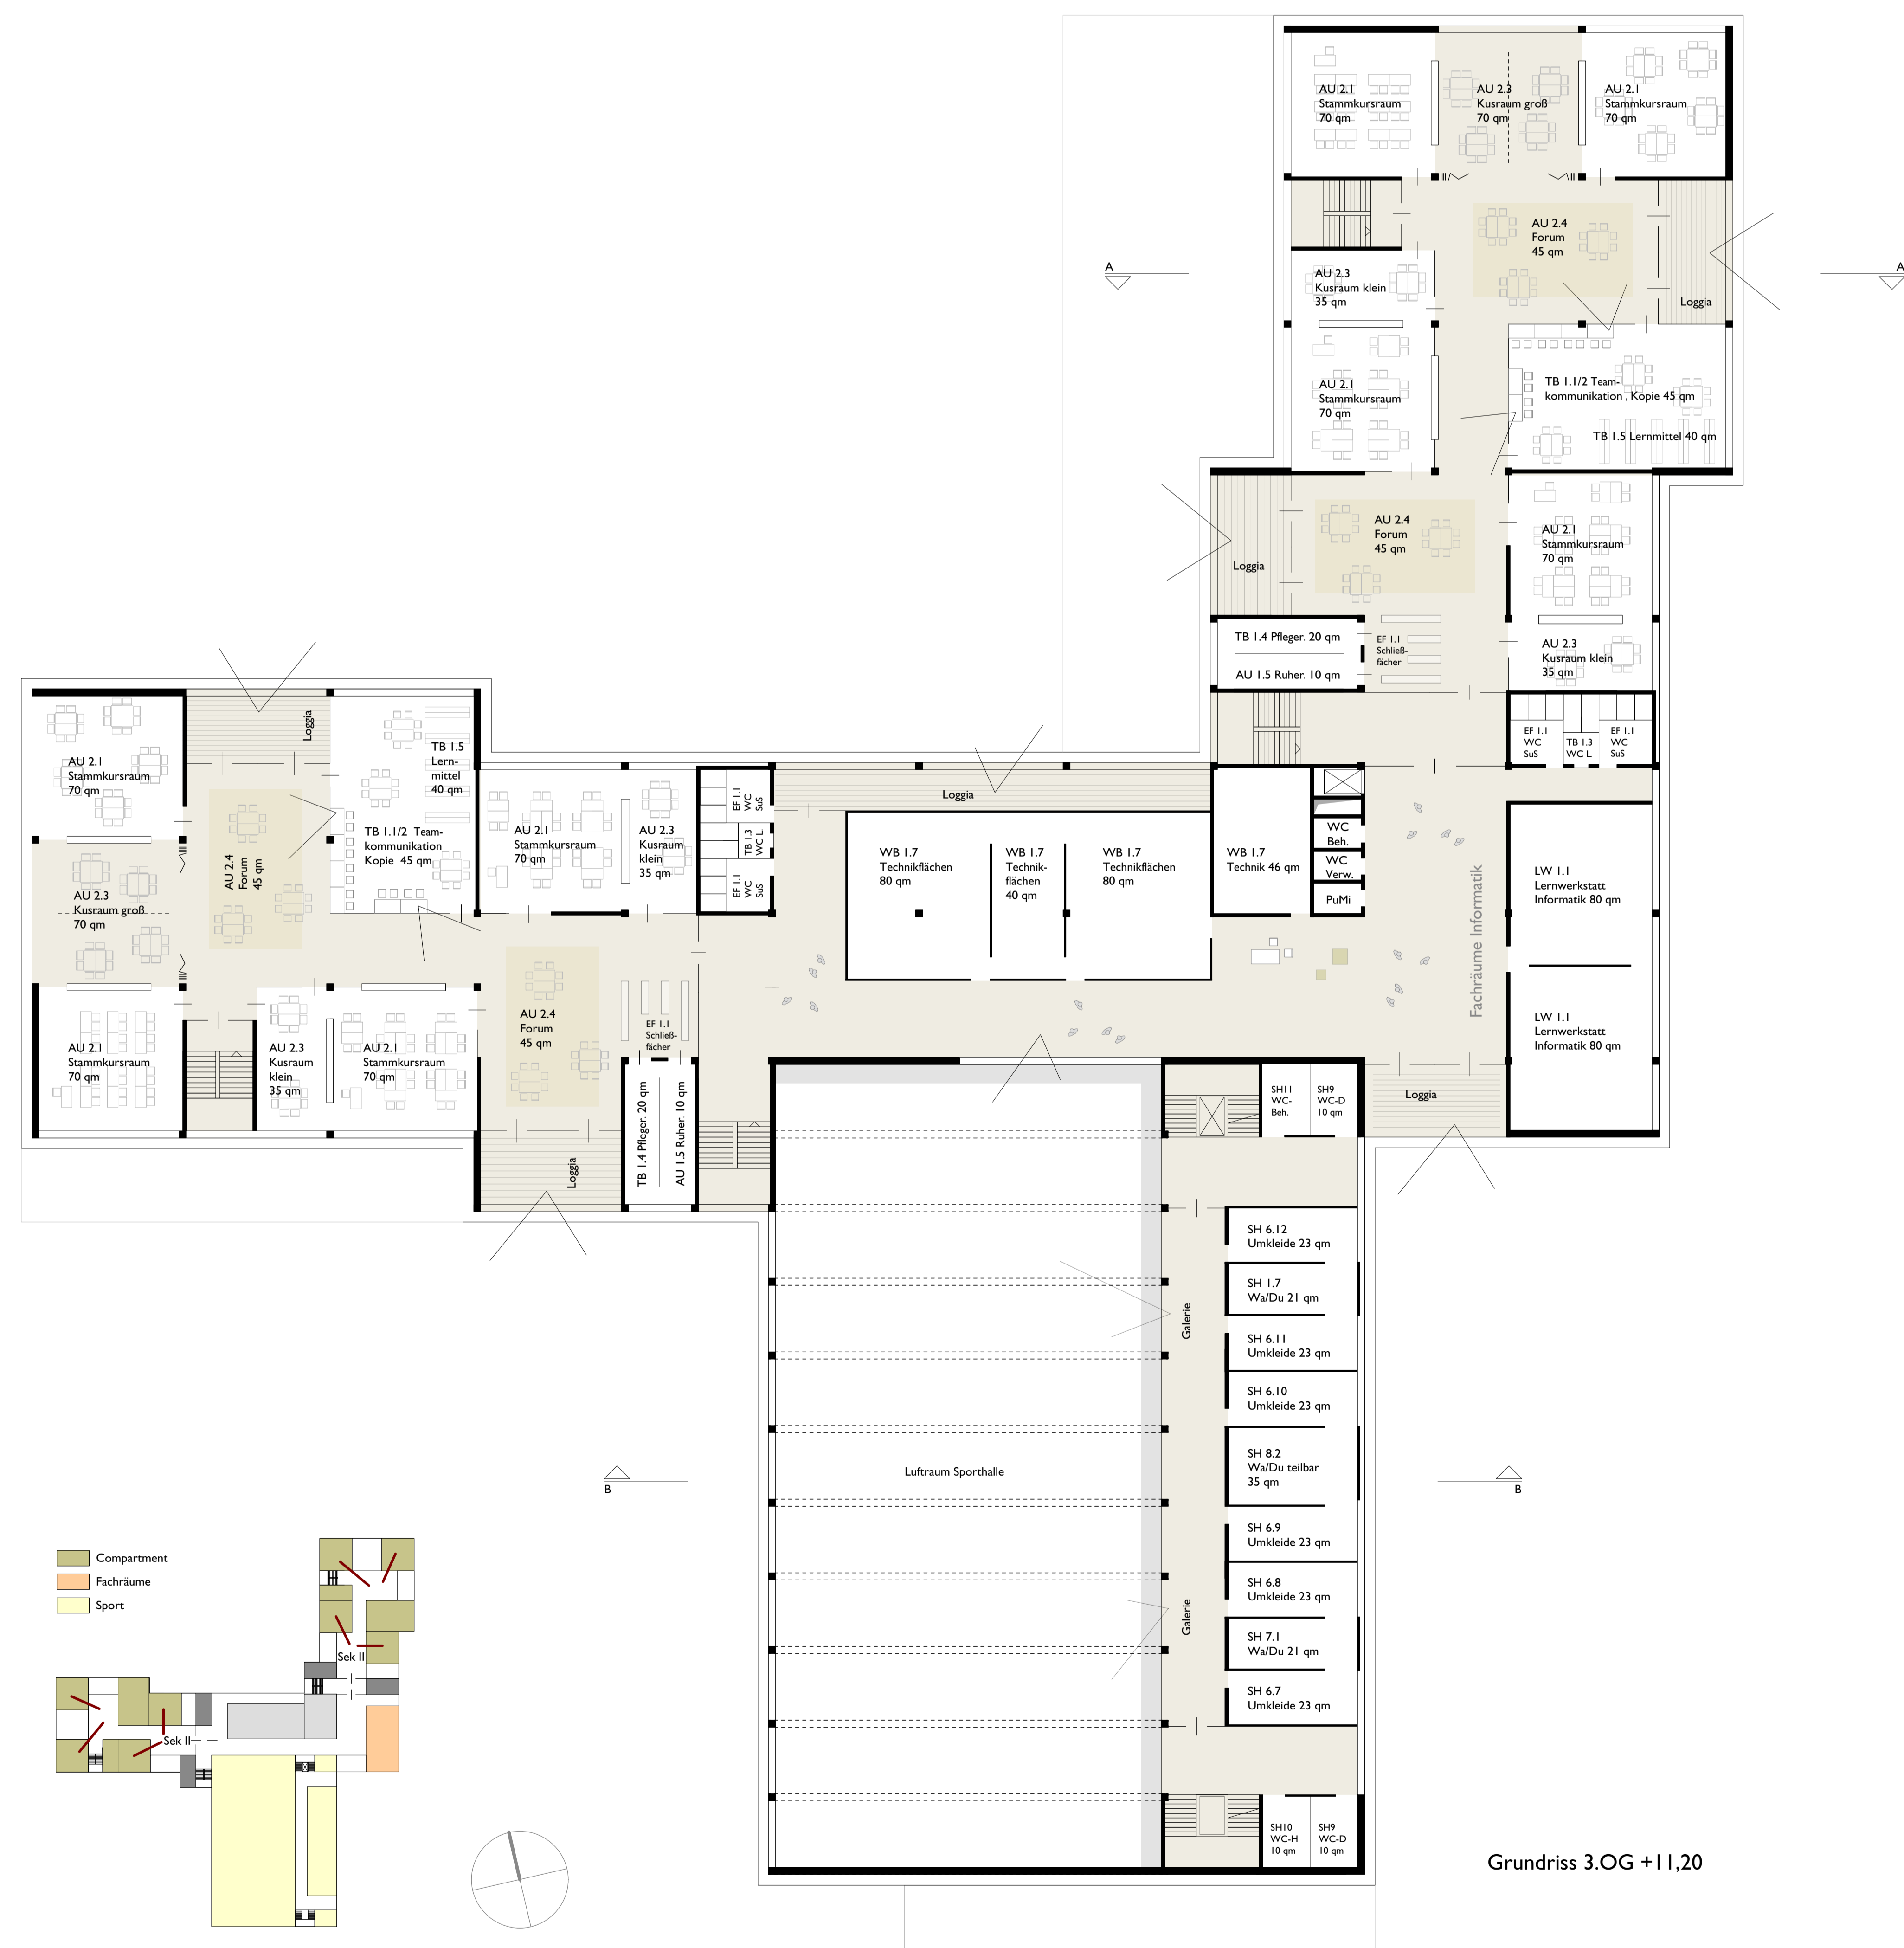 AU 2.1
Stammkursraum
70 qm
AU 2.3
Kusraum groß
70 qm
AU 2.1
Stammkursraum
70 qm
AU 2.4
Forum
45 qm
Loggia
A
A
AU 2.3
Kusraum klein
35 qm
AU 2.1
Stammkursraum
70 qm
TB 1.1/2 Team-
kommunikation , Kopie 45 qm
TB 1.5 Lernmittel 40 qm
AU 2.4
Forum
45 qm
Loggia
AU 2.1
Stammkursraum
70 qm
TB 1.4 Pfleger. 20 qm
AU 1.5 Ruher. 10 qm
EF 1.1
Schließ-
fächer
AU 2.3
Kusraum klein
35 qm
EF 1.1
WC
SuS
TB 1.3
WC L.
EF 1.1
WC
SuS
AU 2.1
Stammkursraum
70 qm
Loggia
TB 1.5
Lern-
mittel
40 qm
AU 2.4
Forum
45 qm
TB 1.1/2 Team-
kommunikation
Kopie 45 qm
AU 2.3
Kusraum groß
70 qm
AU 2.1
Stammkursraum
70 qm
AU 2.3
Kusraum
klein
35 qm
EF 1.1
WC
SuS
TB 1.3
WC L.
EF 1.1
WC
SuS
Loggia
WB 1.7
Technikflächen
80 qm
WB 1.7
Technik-
flächen
40 qm
WB 1.7
Technikflächen
80 qm
WB 1.7
Technik 46 qm
WC
Beh.
WC
Verw.
PuMi
Fachräume Informatik
LW 1.1
Lernwerkstatt
Informatik 80 qm
LW 1.1
Lernwerkstatt
Informatik 80 qm
AU 2.1
Stammkursraum
70 qm
AU 2.3
Kusraum
klein
35 qm
AU 2.1
Stammkursraum
70 qm
AU 2.4
Forum
45 qm
EF 1.1
Schließ-
fächer
TB 1.4 Pfleger. 20 qm
AU 1.5 Ruher. 10 qm
Loggia
SH11
WC-
Beh.
SH9
WC-D
10 qm
Loggia
SH 6.12
Umkleide 23 qm
SH 1.7
Wa/Du 21 qm
SH 6.11
Umkleide 23 qm
SH 6.10
Umkleide 23 qm
SH 8.2
Wa/Du teilbar
35 qm
SH 6.9
Umkleide 23 qm
SH 6.8
Umkleide 23 qm
SH 7.1
Wa/Du 21 qm
SH 6.7
Umkleide 23 qm
Galerie
Galerie
Luftraum Sporthalle
B
B
SH10
WC-H
10 qm
SH9
WC-D
10 qm
Compartment
Fachräume
Sport
Sek II
Sek II
Grundriss 3.OG +11,20